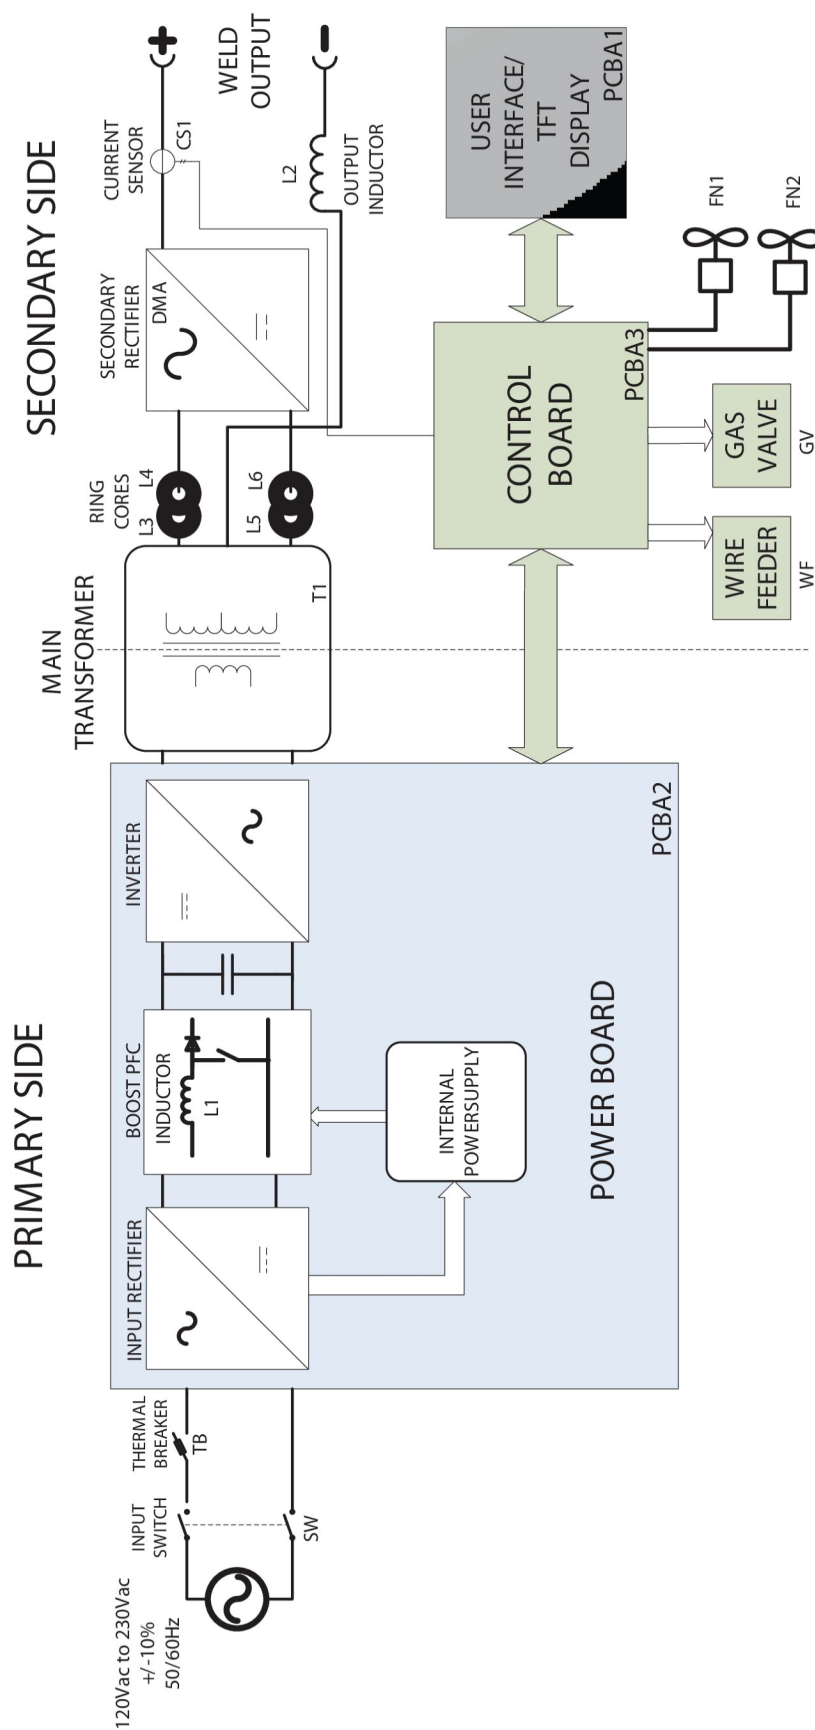 PRIMARY SIDE
SECONDARY SIDE
120Vac to 230Vac
+/-10%
50/60Hz
INPUT
SWITCH
SW
THERMAL
BREAKER
TB
INPUT RECTIFIER
BOOST PFC
INDUCTOR
L1
INVERTER
INTERNAL
POWERSUPPLY
POWER BOARD
PCBA2
MAIN
TRANSFORMER
T1
RING
CORES
L3
L4
L5
L6
SECONDARY
RECTIFIER
DMA
CURRENT
SENSOR
CS1
+
WELD
OUTPUT
-
L2
OUTPUT
INDUCTOR
CONTROL
BOARD
PCBA3
USER
INTERFACE/
TFT
DISPLAY
PCBA1
WIRE
FEEDER
WF
GAS
VALVE
GV
FN1
FN2